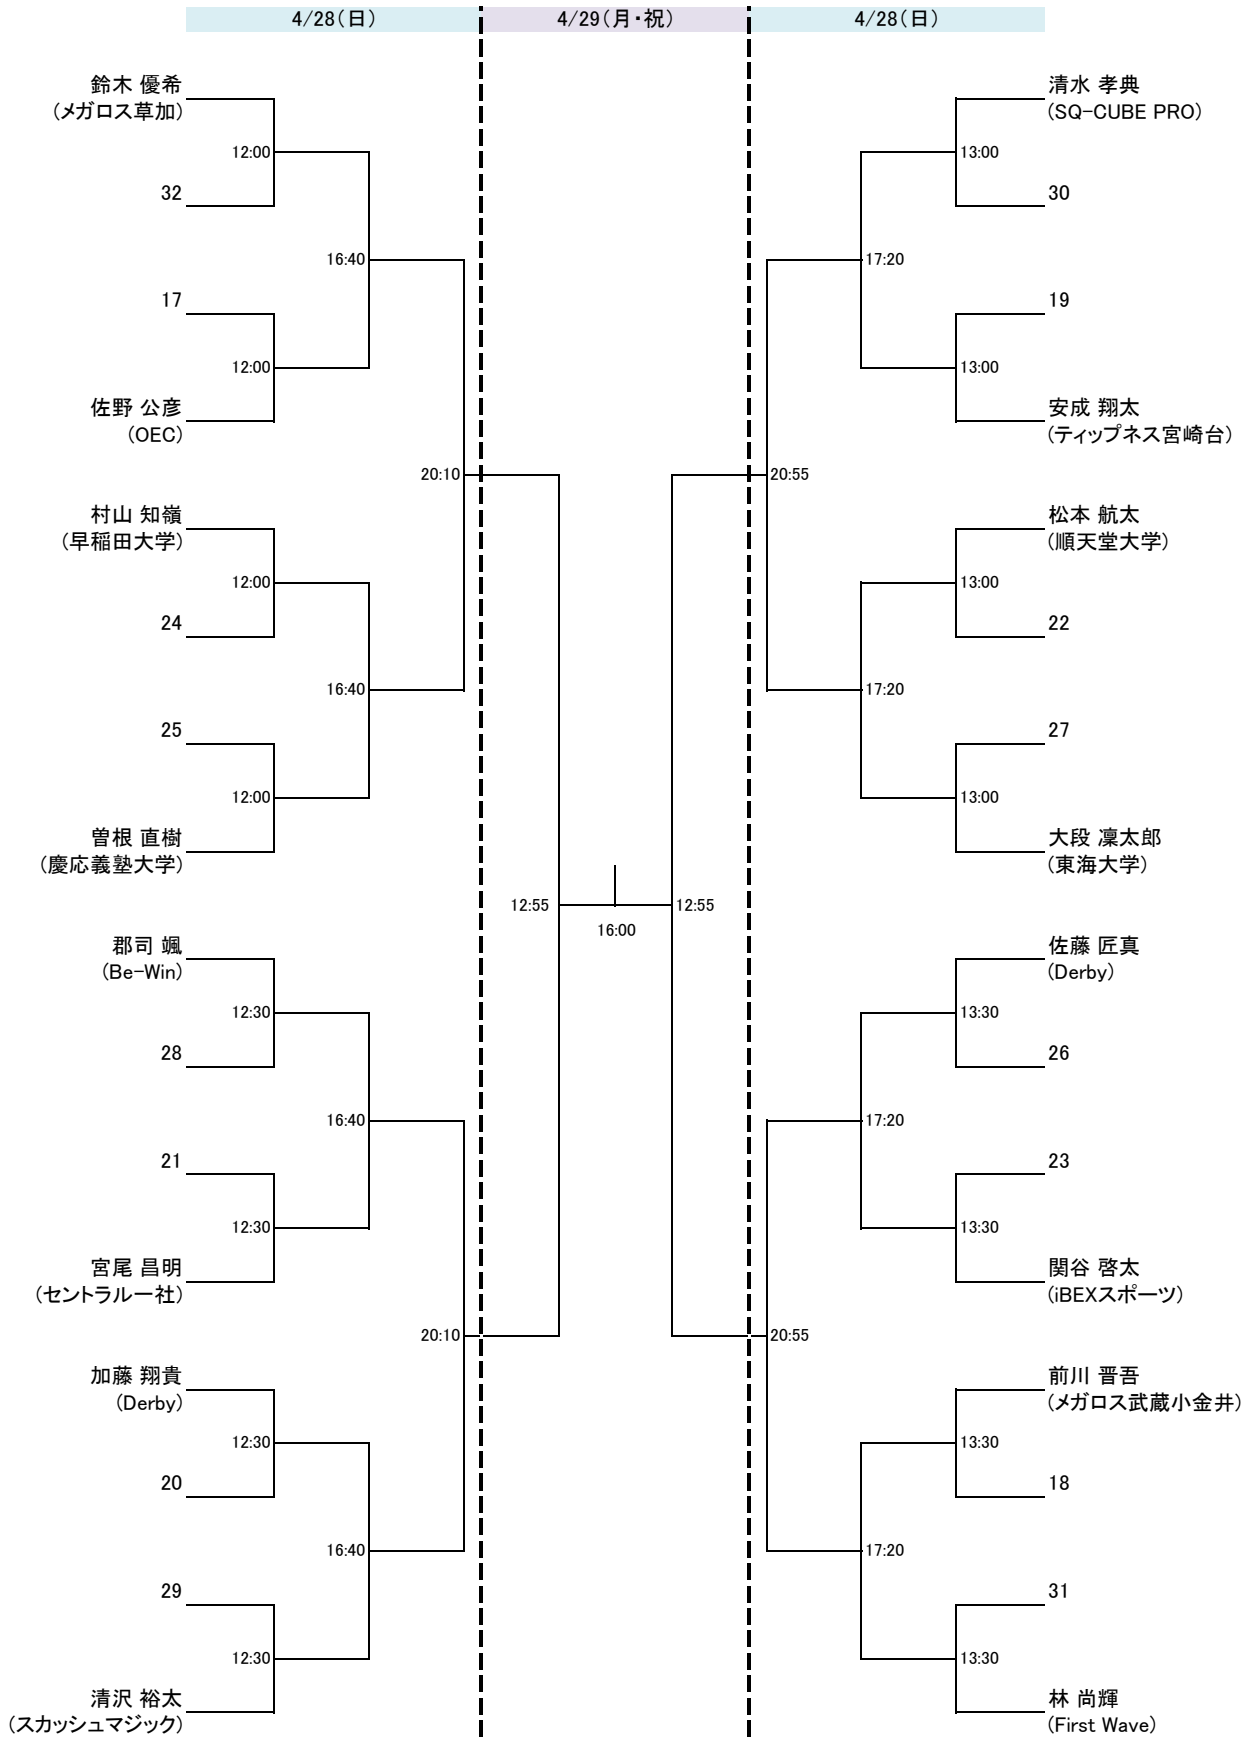 4/28(日)
4/29(月・祝)
4/28(日)
鈴木 優希
(メガロス草加)
12:00
32
16:40
17
12:00
佐野 公彦
(OEC)
20:10
村山 知嶺
(早稲田大学)
12:00
24
16:40
25
12:00
曽根 直樹
(慶応義塾大学)
12:55
郡司 颯
(Be-Win)
12:30
28
16:40
21
12:30
宮尾 昌明
(セントラルー社)
20:10
加藤 翔貴
(Derby)
12:30
20
16:40
29
12:30
清沢 裕太
(スカッシュマジック)
16:00
清水 孝典
(SQ-CUBE PRO)
13:00
30
17:20
19
13:00
安成 翔太
(ティップネス宮崎台)
20:55
松本 航太
(順天堂大学)
13:00
22
17:20
27
13:00
大段 凜太郎
(東海大学)
12:55
佐藤 匠真
(Derby)
13:30
26
17:20
23
13:30
関谷 啓太
(iBEXスポーツ)
20:55
前川 晋吾
(メガロス武蔵小金井)
13:30
18
17:20
31
13:30
林 尚輝
(First Wave)